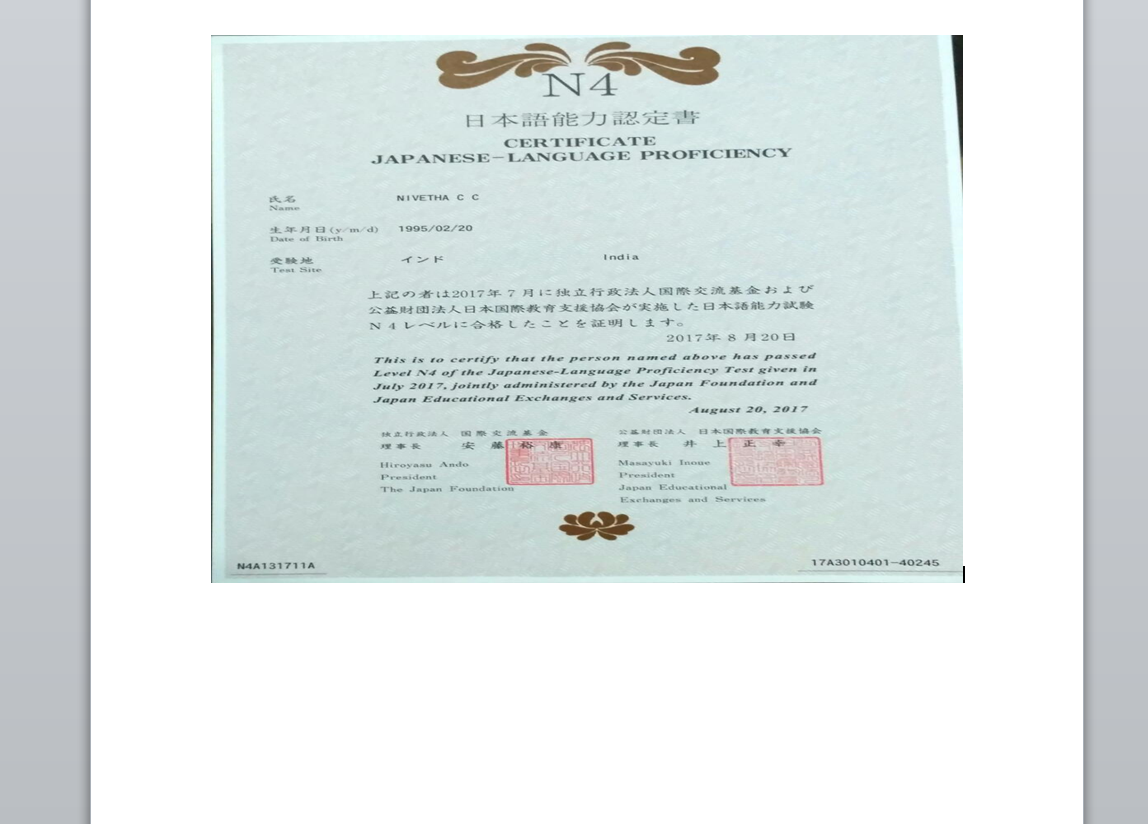 N4
日本語能力認定書
CERTIFICATE
JAPANESE-LANGUAGE PROFICIENCY
氏名 NIVETHA C C
Name
生年月日(y/m/d) 1995/02/20
Date of Birth
受験地 インド India
Test Site
上記の者は2017年 7 月に独立行政法人国際交流基金および
公益財団法人日本国際教育支援協会が実施した日本語能力試験
N 4 レベルに合格したことを証明します。
2017年 8 月20日
This is to certify that the person named above has passed
Level N4 of the Japanese-Language Proficiency Test given in
July 2017, jointly administered by the Japan Foundation and
Japan Educational Exchanges and Services.
August 20, 2017
独立行政法人 国際交流基金
理事長 安藤裕康
Hiroyasu Ando
President
The Japan Foundation
公益財団法人 日本国際教育支援協会
理事長 井上正幸
Masayuki Inoue
President
Japan Educational
Exchanges and Services
N4A131711A
17A3010401-40245